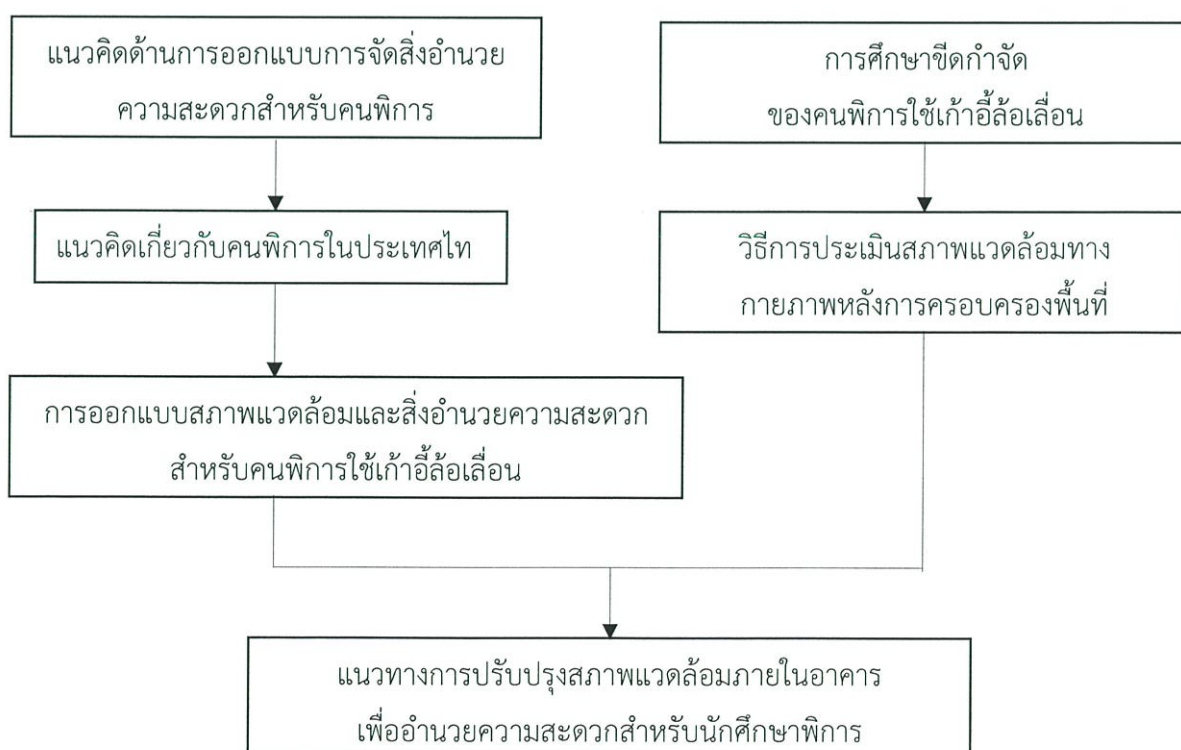 แนวคิดด้านการออกแบบการจัดสิ่งอำนวย
ความสะดวกสำหรับคนพิการ
การศึกษาขีดกำจัด
ของคนพิการใช้เก้าอี้ล้อเลื่อน
แนวคิดเกี่ยวกับคนพิการในประเทศไท
วิธีการประเมินสภาพแวดล้อมทาง
กายภาพหลังการครอบครองพื้นที่
การออกแบบสภาพแวดล้อมและสิ่งอำนวยความสะดวก
สำหรับคนพิการใช้เก้าอี้ล้อเลื่อน
แนวทางการปรับปรุงสภาพแวดล้อมภายในอาคาร
เพื่ออำนวยความสะดวกสำหรับนักศึกษาพิการ